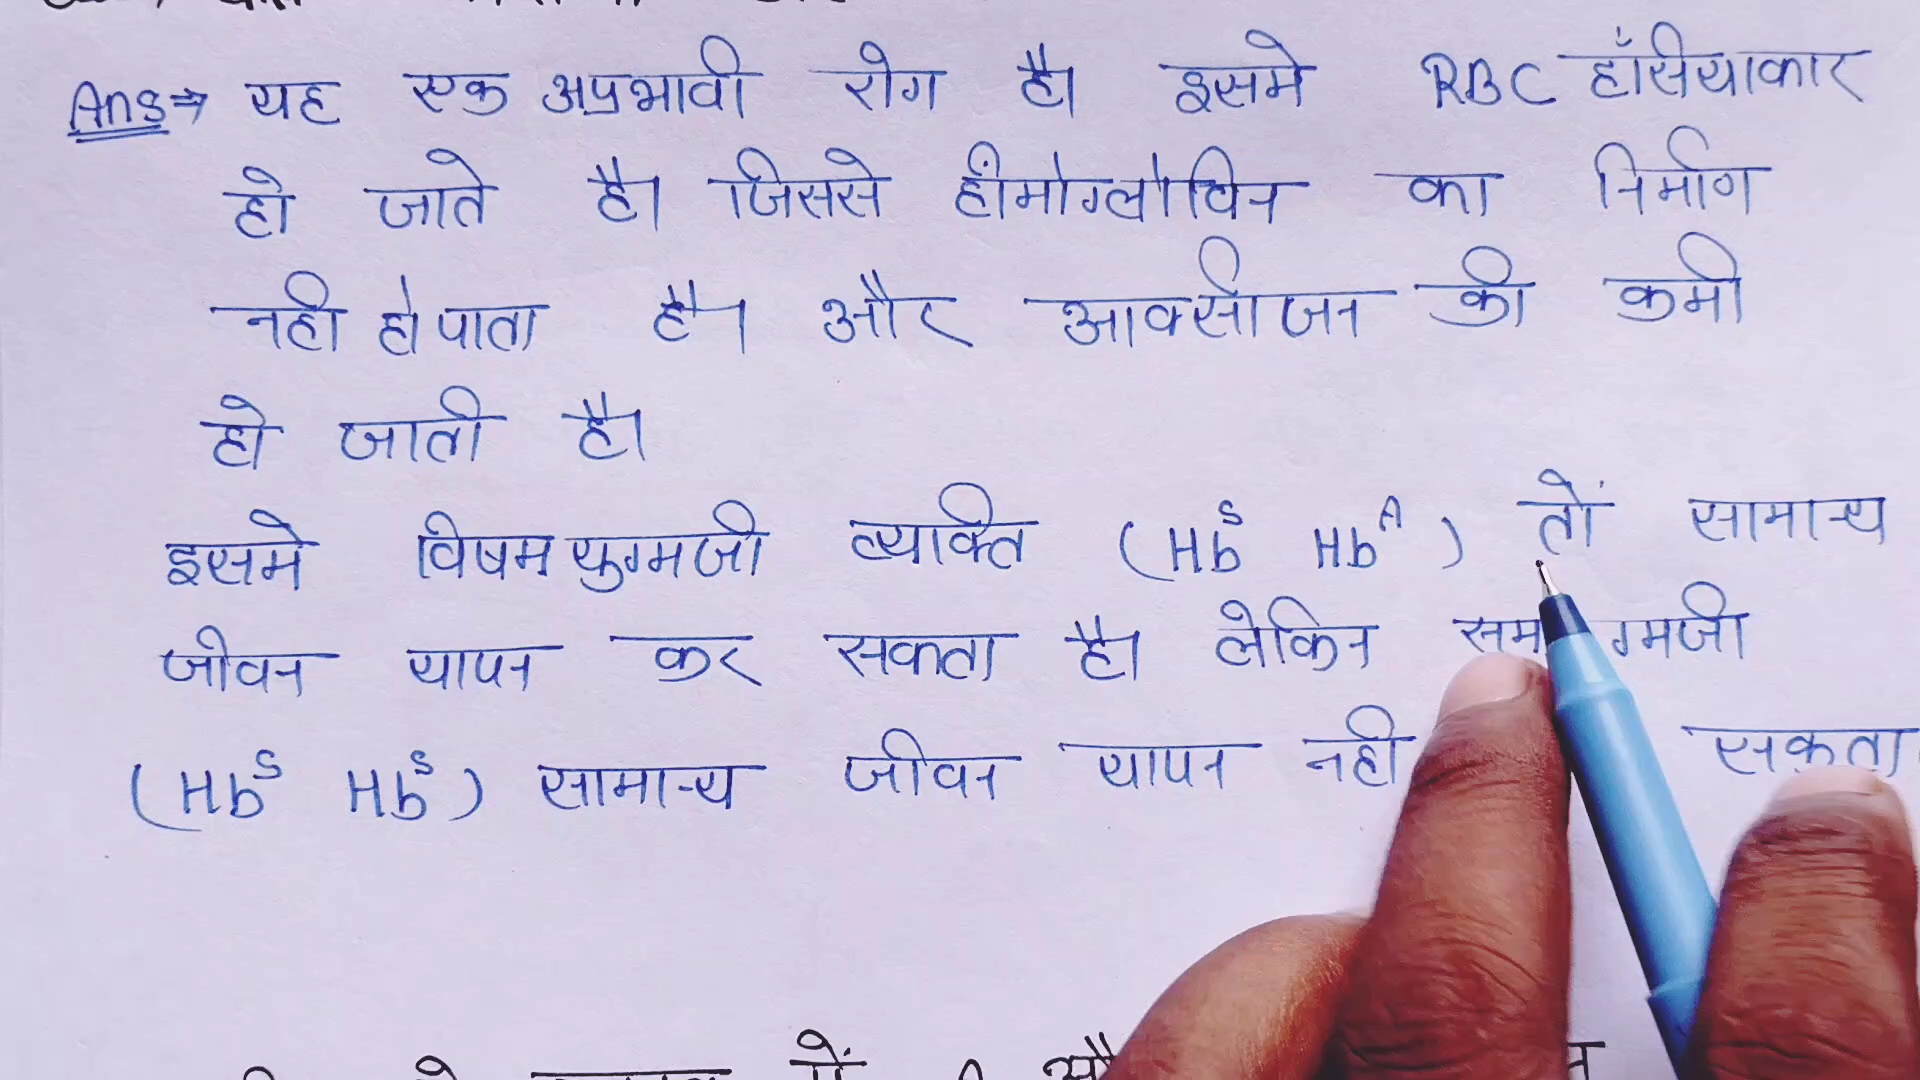 Ans⇒ यह एक अप्रभावी रोग है। इसमे RBC हाँसियाकार
हो जाते है। जिससे हीमोग्लोविन का निर्माण
नही हो पाता है। और आक्सीजन की कमी
हो जाती है।
इसमे विषमयुग्मजी व्यक्ति (Hb^S Hb^A) तों सामान्य
जीवन यापन कर सकता है। लेकिन
(Hb^S Hb^S) सामान्य जीवन यापन नही सकता
में